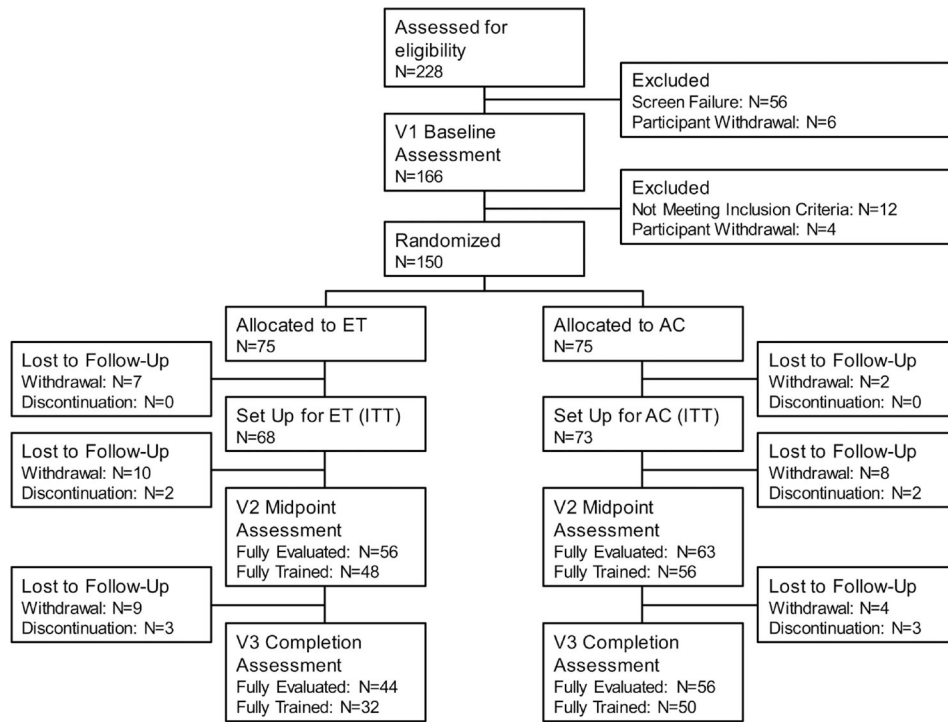 Assessed for
eligibility
N=228
Excluded
Screen Failure: N=56
Participant Withdrawal: N=6
V1 Baseline
Assessment
N=166
Excluded
Not Meeting Inclusion Criteria: N=12
Participant Withdrawal: N=4
Randomized
N=150
Allocated to ET
N=75
Allocated to AC
N=75
Lost to Follow-Up
Withdrawal: N=7
Discontinuation: N=0
Lost to Follow-Up
Withdrawal: N=2
Discontinuation: N=0
Set Up for ET (ITT)
N=68
Set Up for AC (ITT)
N=73
Lost to Follow-Up
Withdrawal: N=10
Discontinuation: N=2
Lost to Follow-Up
Withdrawal: N=8
Discontinuation: N=2
V2 Midpoint
Assessment
Fully Evaluated: N=56
Fully Trained: N=48
V2 Midpoint
Assessment
Fully Evaluated: N=63
Fully Trained: N=56
Lost to Follow-Up
Withdrawal: N=9
Discontinuation: N=3
Lost to Follow-Up
Withdrawal: N=4
Discontinuation: N=3
V3 Completion
Assessment
Fully Evaluated: N=44
Fully Trained: N=32
V3 Completion
Assessment
Fully Evaluated: N=56
Fully Trained: N=50